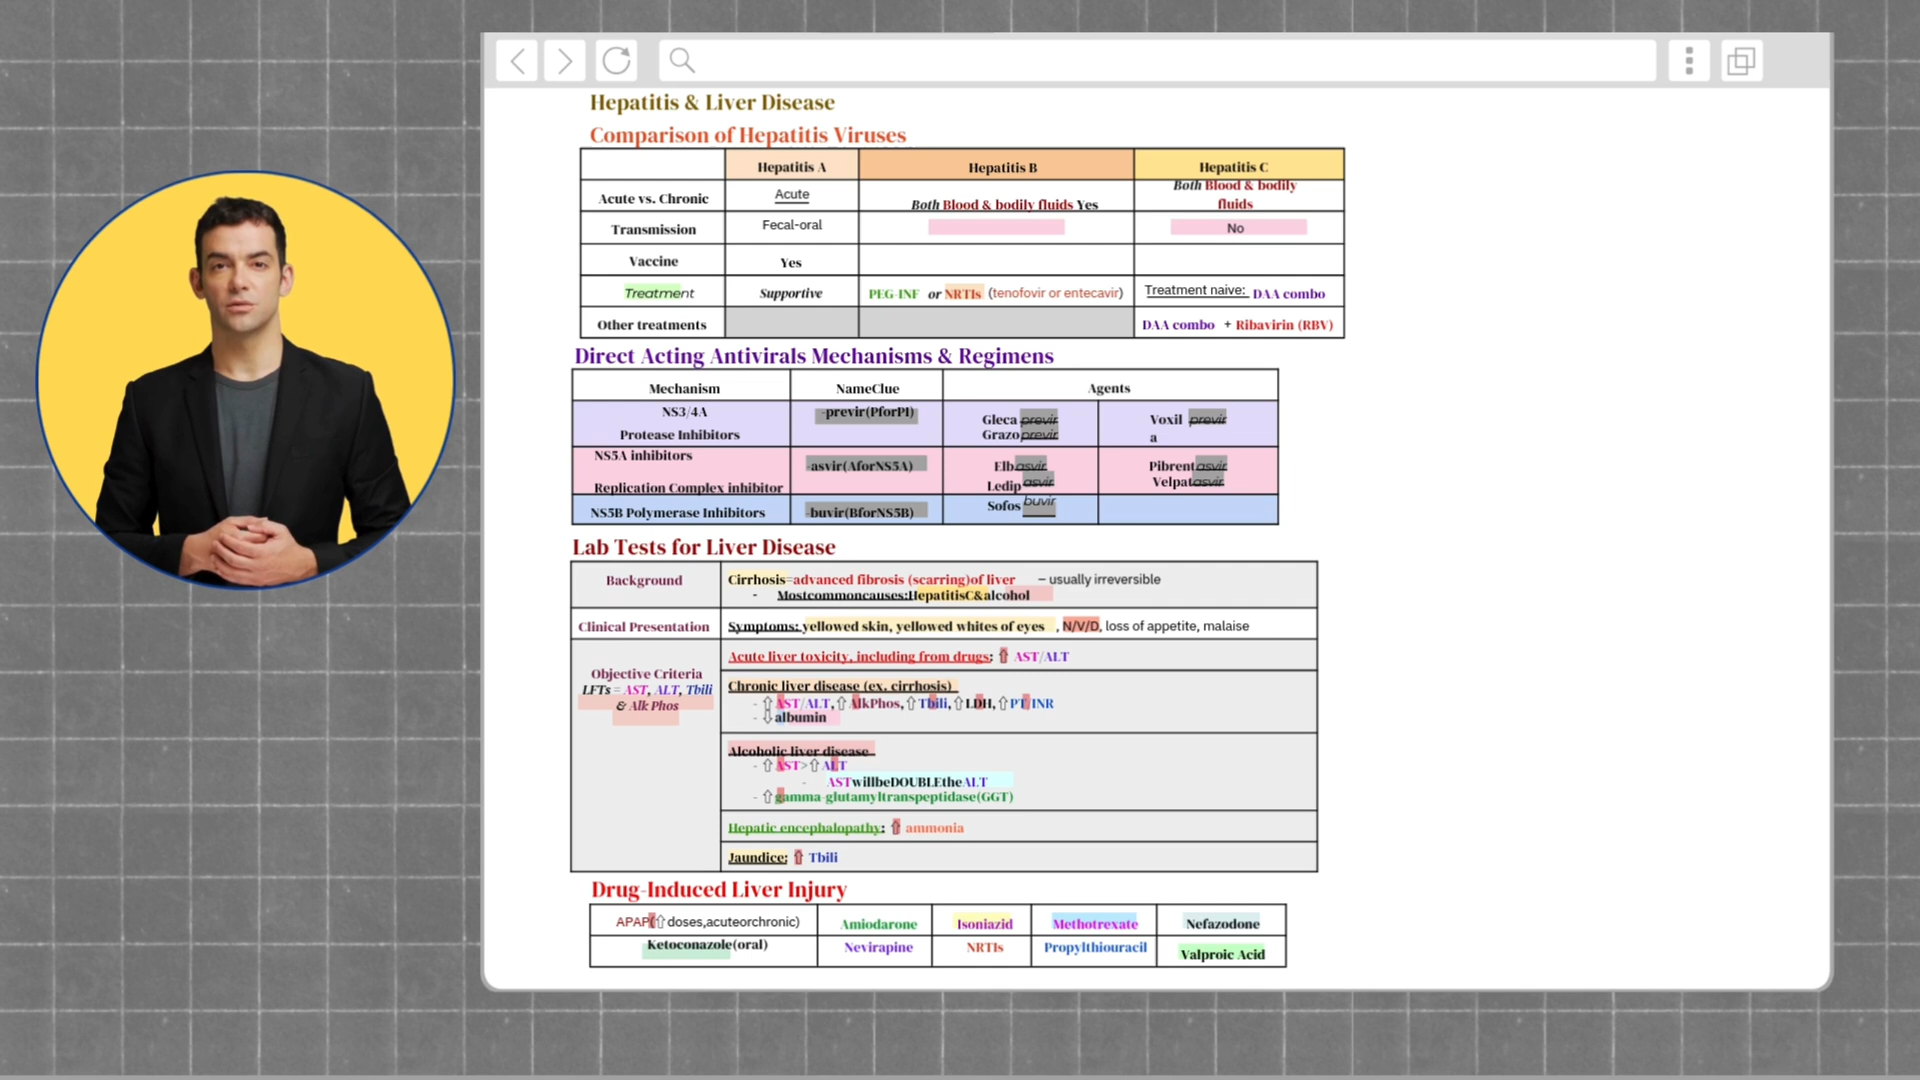 Hepatitis & Liver Disease
Comparison of Hepatitis Viruses
Hepatitis A Hepatitis B Hepatitis C
Acute vs. Chronic Acute Both Blood & bodily fluids Yes Both Blood & bodily
fluids
Transmission Fecal-oral No
Vaccine Yes
Treatment Supportive PEG-INF or NRTIs (tenofovir or entecavir) Treatment naive: DAA combo
Other treatments DAA combo + Ribavirin (RBV)
Direct Acting Antivirals Mechanisms & Regimens
Mechanism NameClue Agents
NS3/4A -previr(PforPI) Gleca previr Voxil previr
Protease Inhibitors Grazoprevir a
NS5A inhibitors -asvir(AforNS5A) Elbasvir Pibrentasvir
Replication Complex inhibitor Ledip asvir Velpatasvir
NS5B Polymerase Inhibitors -buvir(BforNS5B) Sofos buvir
Lab Tests for Liver Disease
Background Cirrhosis=advanced fibrosis (scarring)of liver – usually irreversible
- Mostcommoncauses:HepatitisC&alcohol
Clinical Presentation Symptoms: yellowed skin, yellowed whites of eyes , N/V/D, loss of appetite, malaise
Objective Criteria
LFTs = AST, ALT, Tbili
& Alk Phos
Acute liver toxicity, including from drugs: ⇧ AST/ALT
Chronic liver disease (ex. cirrhosis)
- ⇧AST/ALT,⇧AlkPhos,⇧Tbili,⇧LDH,⇧PT/INR
- ⇩albumin
Alcoholic liver disease
- ⇧AST>⇧ALT
- ASTwillbeDOUBLEtheALT
- ⇧gamma-glutamyltranspeptidase(GGT)
Hepatic encephalopathy: ⇧ ammonia
Jaundice: ⇧ Tbili
Drug-Induced Liver Injury
APAP(⇧doses,acuteorchronic) Amiodarone Isoniazid Methotrexate Nefazodone
Ketoconazole(oral) Nevirapine NRTIs Propylthiouracil Valproic Acid